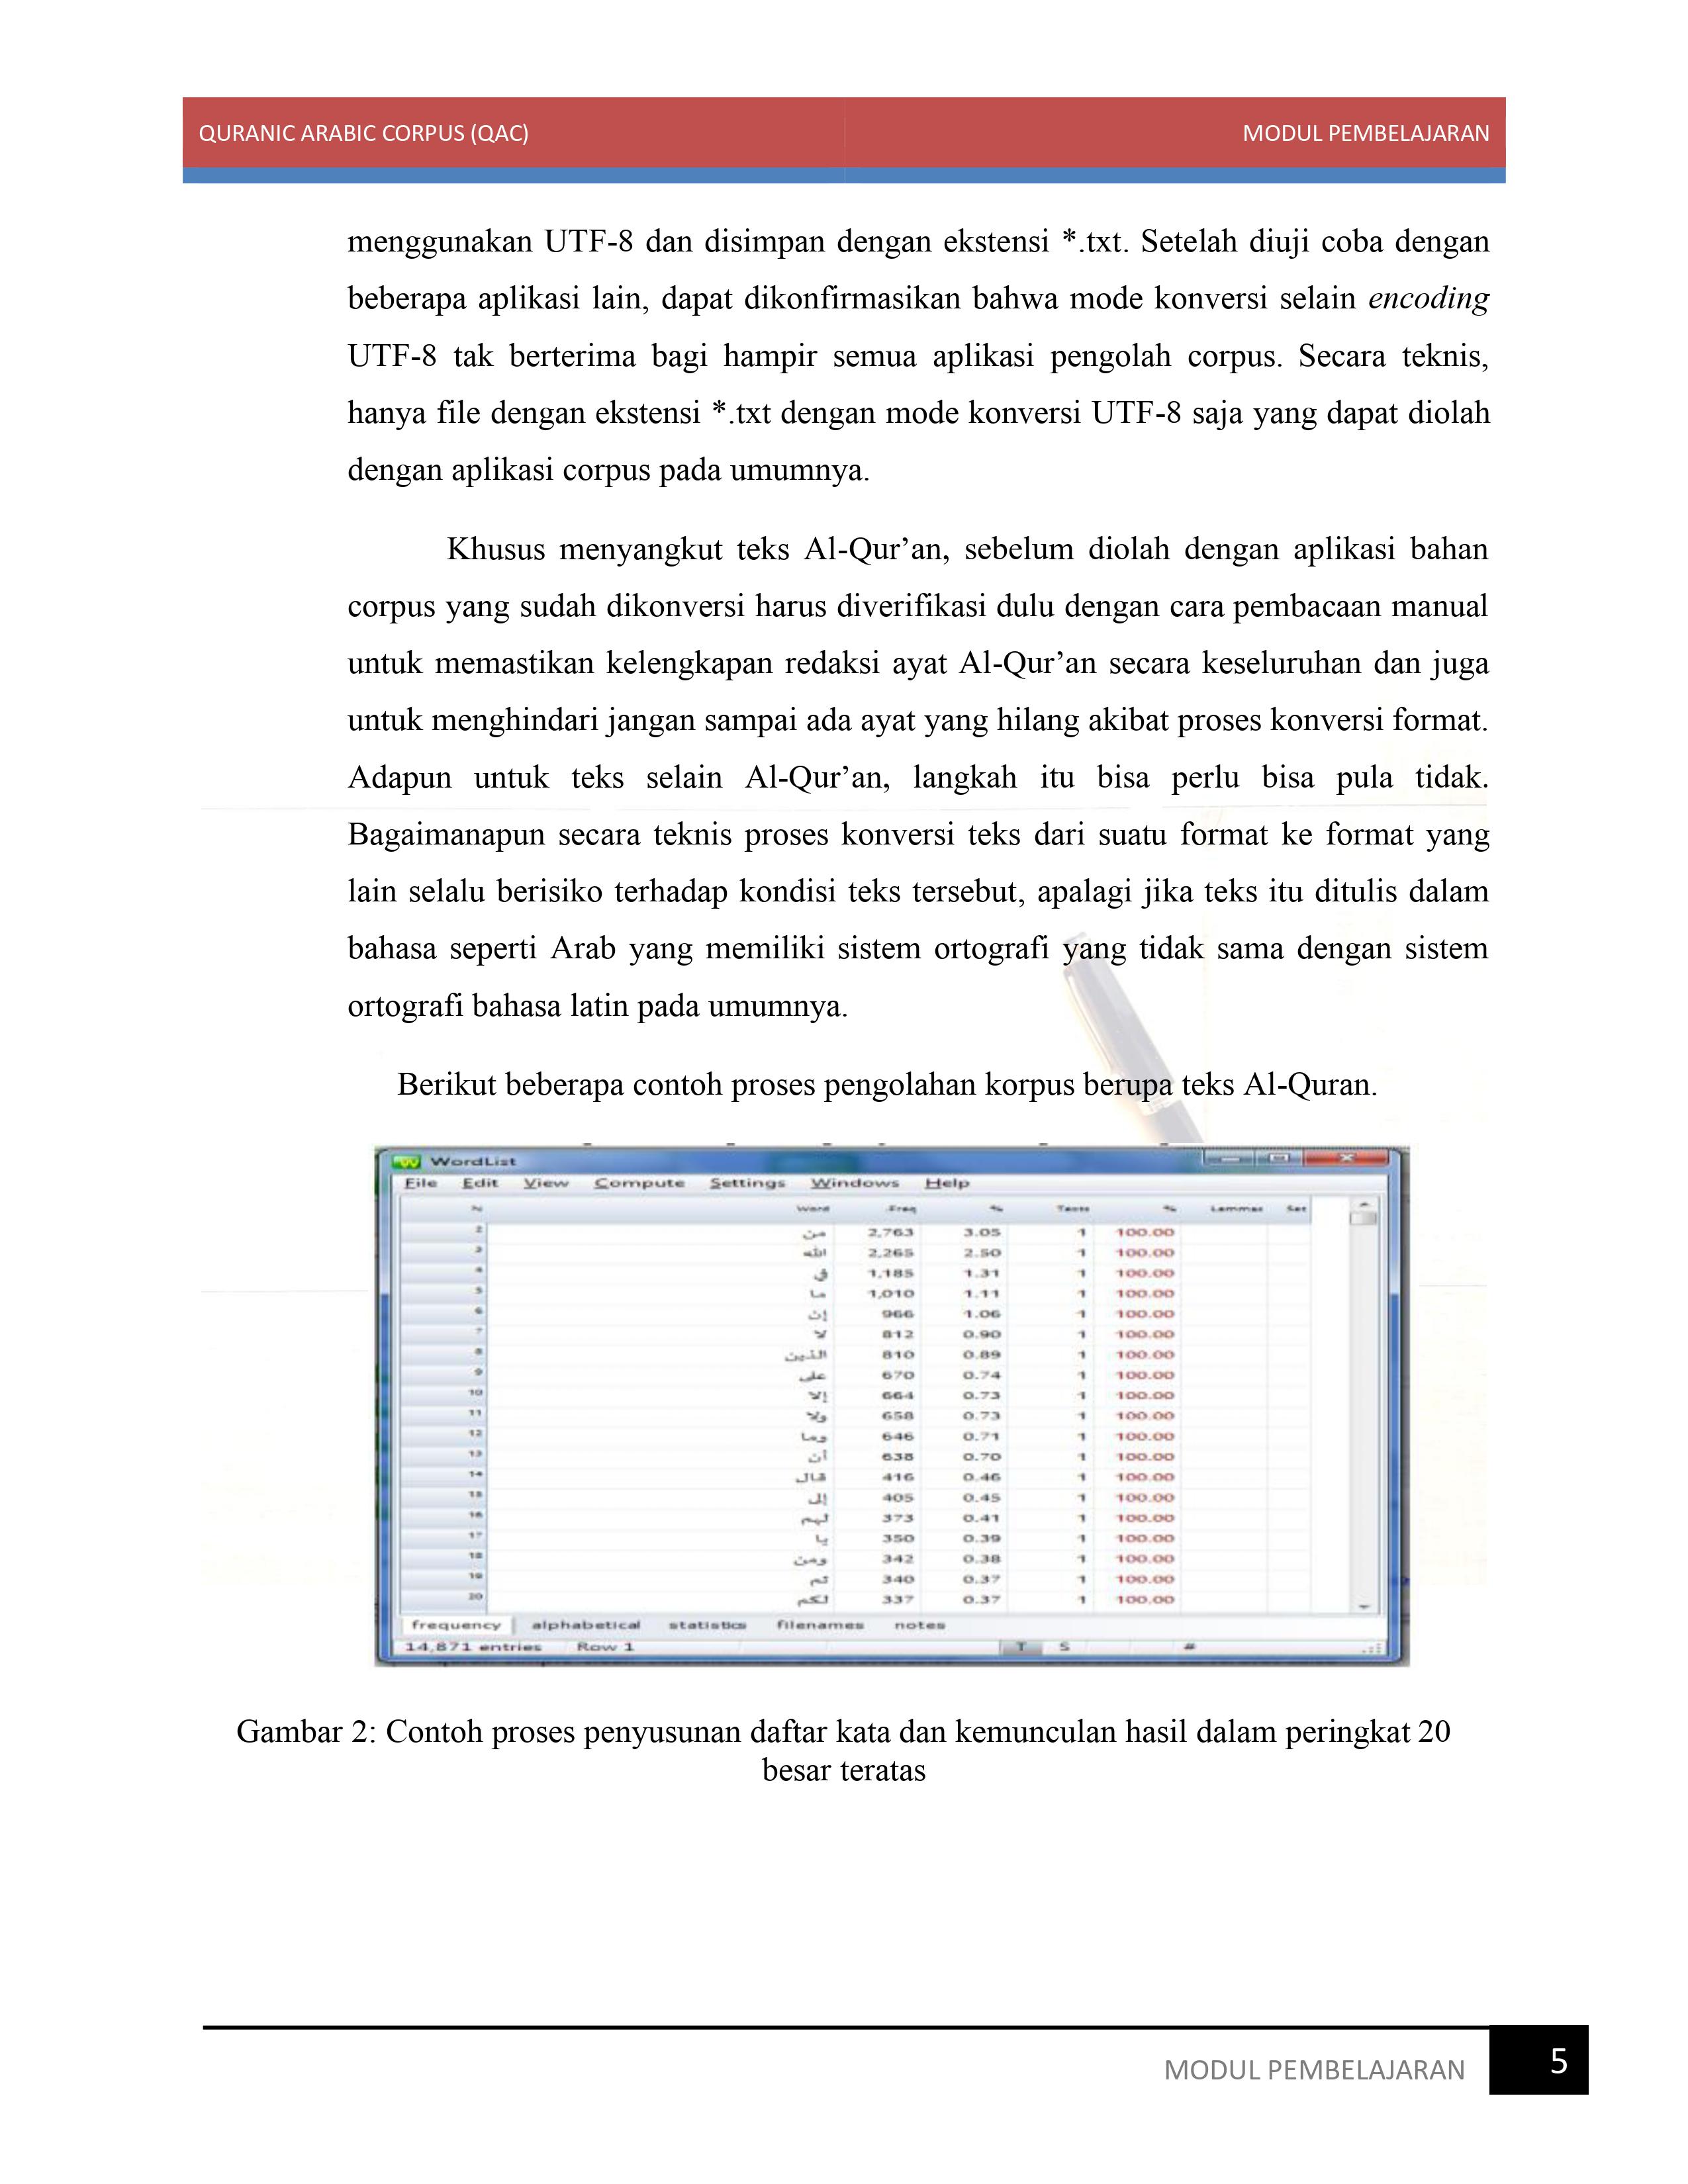 QURANIC ARABIC CORPUS (QAC) MODUL PEMBELAJARAN
menggunakan UTF-8 dan disimpan dengan ekstensi *.txt. Setelah diuji coba dengan
beberapa aplikasi lain, dapat dikonfirmasikan bahwa mode konversi selain encoding
UTF-8 tak berterima bagi hampir semua aplikasi pengolah corpus. Secara teknis,
hanya file dengan ekstensi *.txt dengan mode konversi UTF-8 saja yang dapat diolah
dengan aplikasi corpus pada umumnya.
Khusus menyangkut teks Al-Qur’an, sebelum diolah dengan aplikasi bahan
corpus yang sudah dikonversi harus diverifikasi dulu dengan cara pembacaan manual
untuk memastikan kelengkapan redaksi ayat Al-Qur’an secara keseluruhan dan juga
untuk menghindari jangan sampai ada ayat yang hilang akibat proses konversi format.
Adapun untuk teks selain Al-Qur’an, langkah itu bisa perlu bisa pula tidak.
Bagaimanapun secara teknis proses konversi teks dari suatu format ke format yang
lain selalu berisiko terhadap kondisi teks tersebut, apalagi jika teks itu ditulis dalam
bahasa seperti Arab yang memiliki sistem ortografi yang tidak sama dengan sistem
ortografi bahasa latin pada umumnya.
Berikut beberapa contoh proses pengolahan korpus berupa teks Al-Quran.
WordList
File Edit View Compute Settings Windows Help
N Word Freq % Texts % Lemmas Set
2 من 2,763 3.05 1 100.00
3 الله 2,265 2.50 1 100.00
4 في 1,185 1.31 1 100.00
5 ما 1,010 1.11 1 100.00
6 إن 966 1.06 1 100.00
7 لا 812 0.90 1 100.00
8 الذين 810 0.89 1 100.00
9 على 670 0.74 1 100.00
10 إلا 664 0.73 1 100.00
11 ولا 658 0.73 1 100.00
12 وما 646 0.71 1 100.00
13 أن 638 0.70 1 100.00
14 قال 416 0.46 1 100.00
15 إلى 405 0.45 1 100.00
16 لهم 373 0.41 1 100.00
17 يا 350 0.39 1 100.00
18 ومن 342 0.38 1 100.00
19 ثم 340 0.37 1 100.00
20 لكم 337 0.37 1 100.00
frequency alphabetical statistics filenames notes
14,871 entries Row 1 T S #
Gambar 2: Contoh proses penyusunan daftar kata dan kemunculan hasil dalam peringkat 20
besar teratas
MODUL PEMBELAJARAN 5